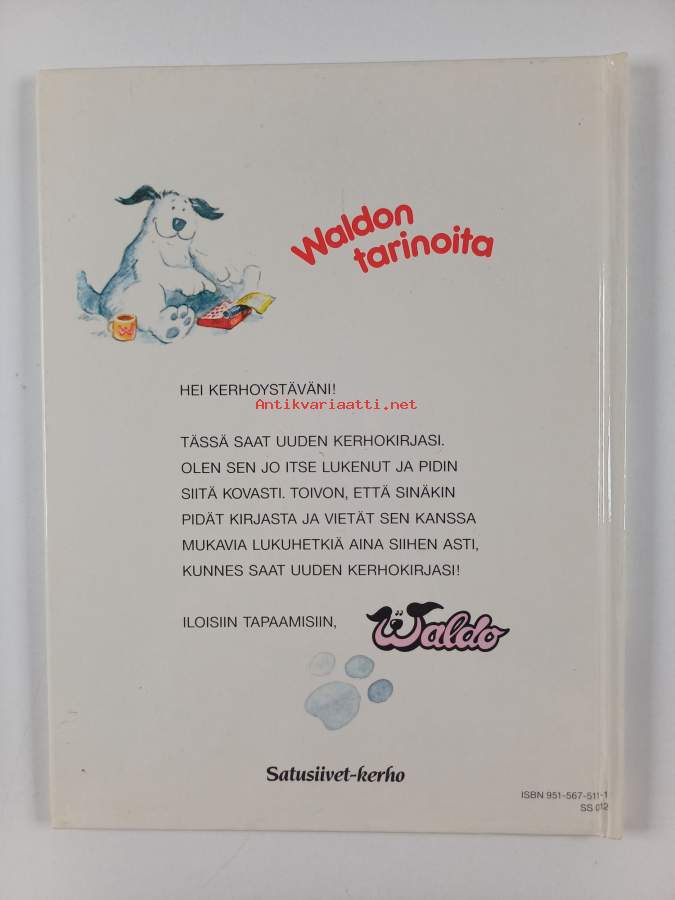 Waldon
tarinoita
HEI KERHOYSTÄVÄNI!
Antikvariaatti.net
TÄSSÄ SAAT UUDEN KERHOKIRJASI.
OLEN SEN JO ITSE LUKENUT JA PIDIN
SIITÄ KOVASTI. TOIVON, ETTÄ SINÄKIN
PIDÄT KIRJASTA JA VIETÄT SEN KANSSA
MUKAVIA LUKUHETKIÄ AINA SIIHEN ASTI,
KUNNES SAAT UUDEN KERHOKIRJASI!
ILOISIIN TAPAAMISIIN,
Waldo
Satusiivet-kerho
ISBN 951-567-511-1
SS 012